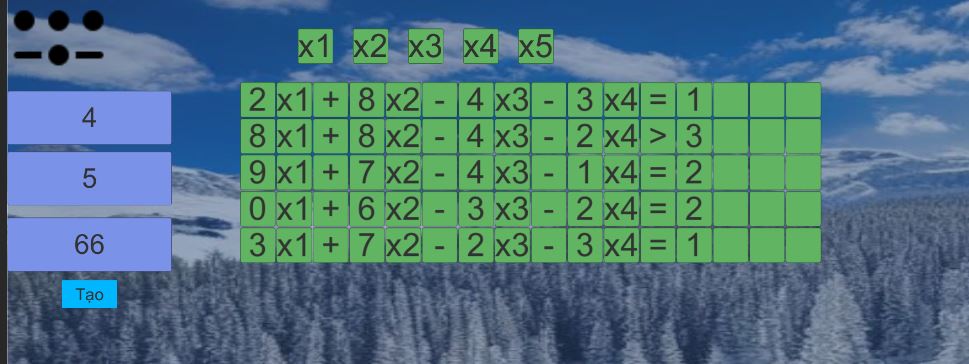 x1 x2 x3 x4 x5
4
5
66
Tạo
2 x1 + 8 x2 - 4 x3 - 3 x4 = 1
8 x1 + 8 x2 - 4 x3 - 2 x4 > 3
9 x1 + 7 x2 - 4 x3 - 1 x4 = 2
0 x1 + 6 x2 - 3 x3 - 2 x4 = 2
3 x1 + 7 x2 - 2 x3 - 3 x4 = 1